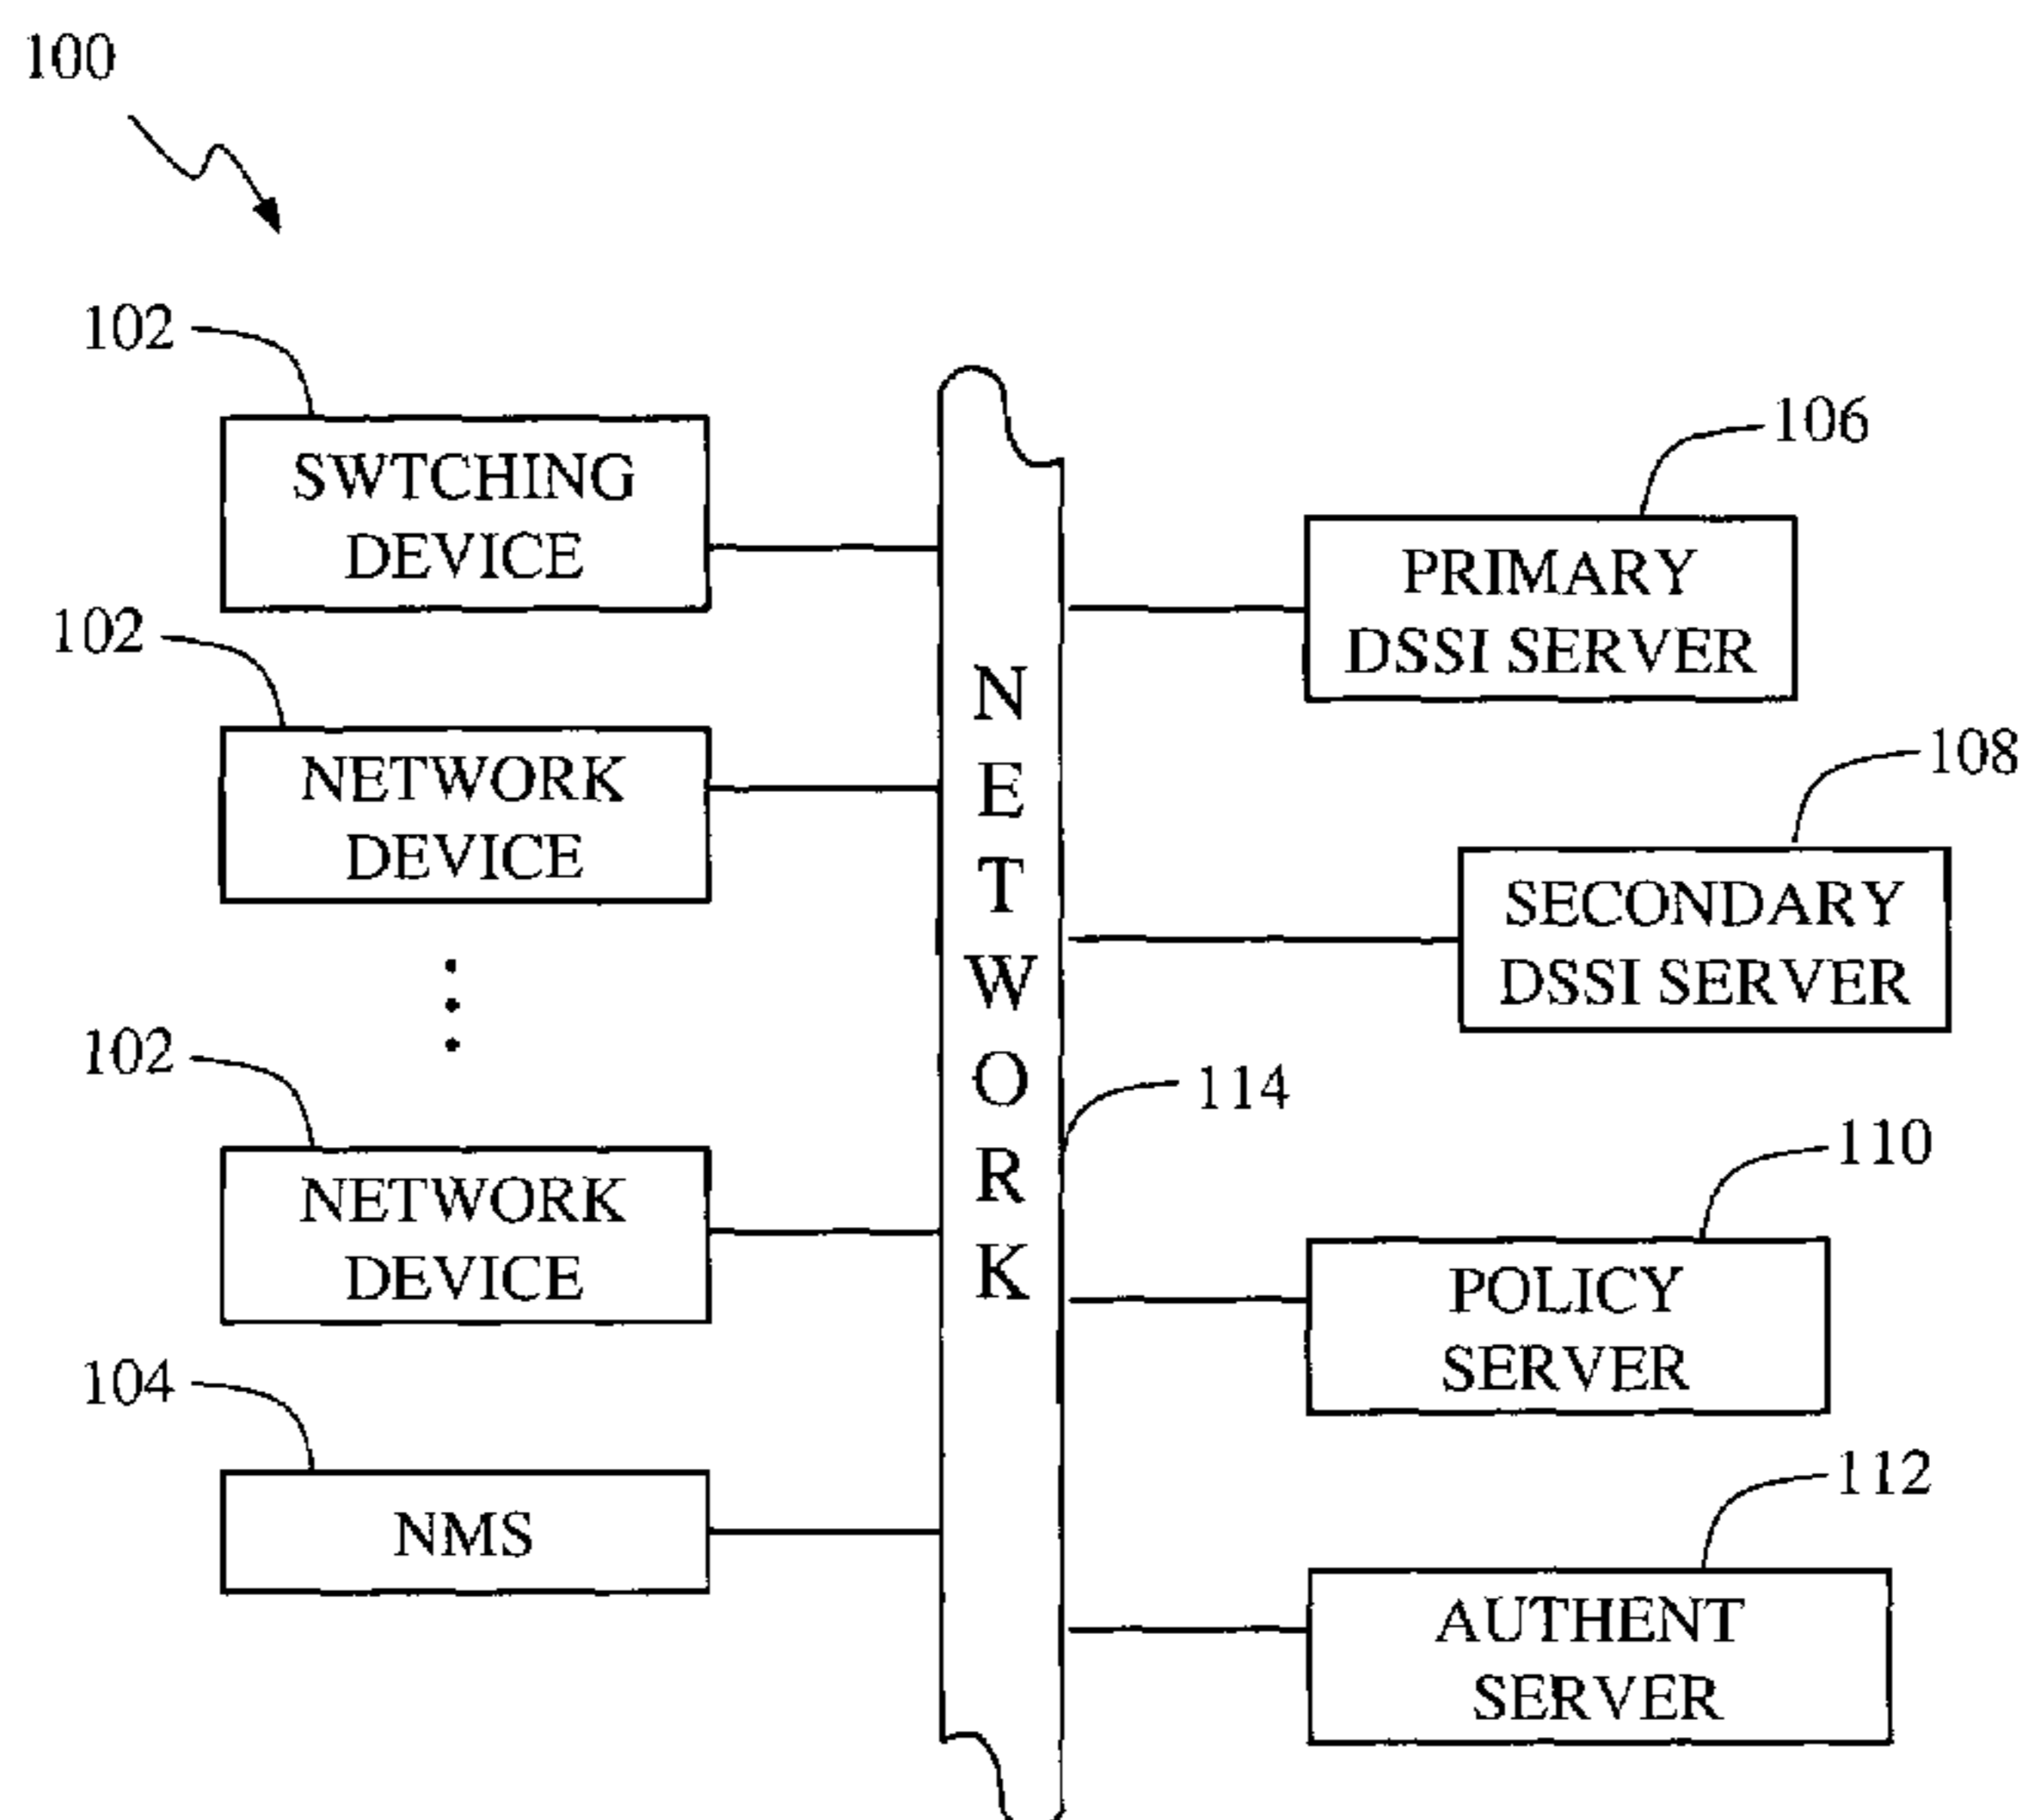 100
102
SWTCHING
DEVICE
102
NETWORK
DEVICE
102
NETWORK
DEVICE
104
NMS
NETWORK
114
106
PRIMARY
DSSI SERVER
108
SECONDARY
DSSI SERVER
110
POLICY
SERVER
112
AUTHENT
SERVER